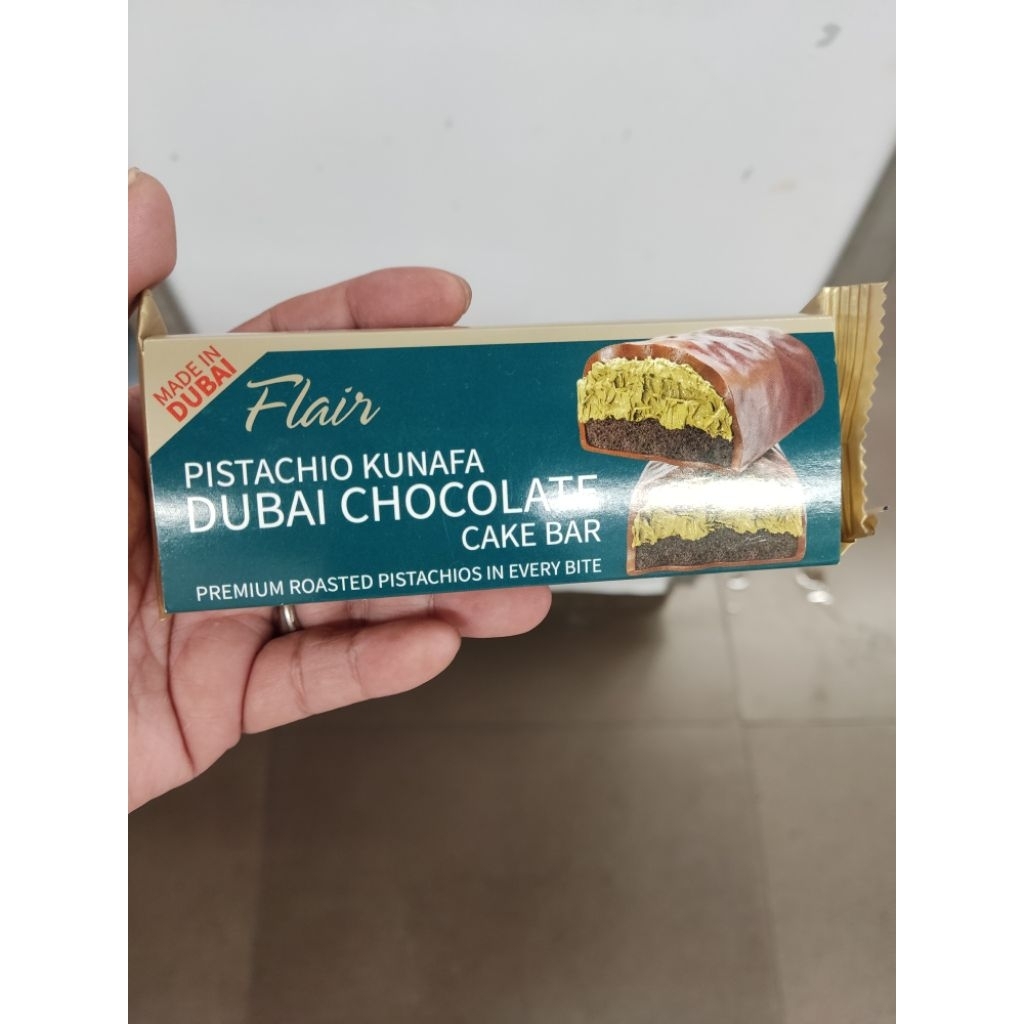 MADE IN
DUBAI
Flair
PISTACHIO KUNAFA
DUBAI CHOCOLATE
CAKE BAR
PREMIUM ROASTED PISTACHIOS IN EVERY BITE